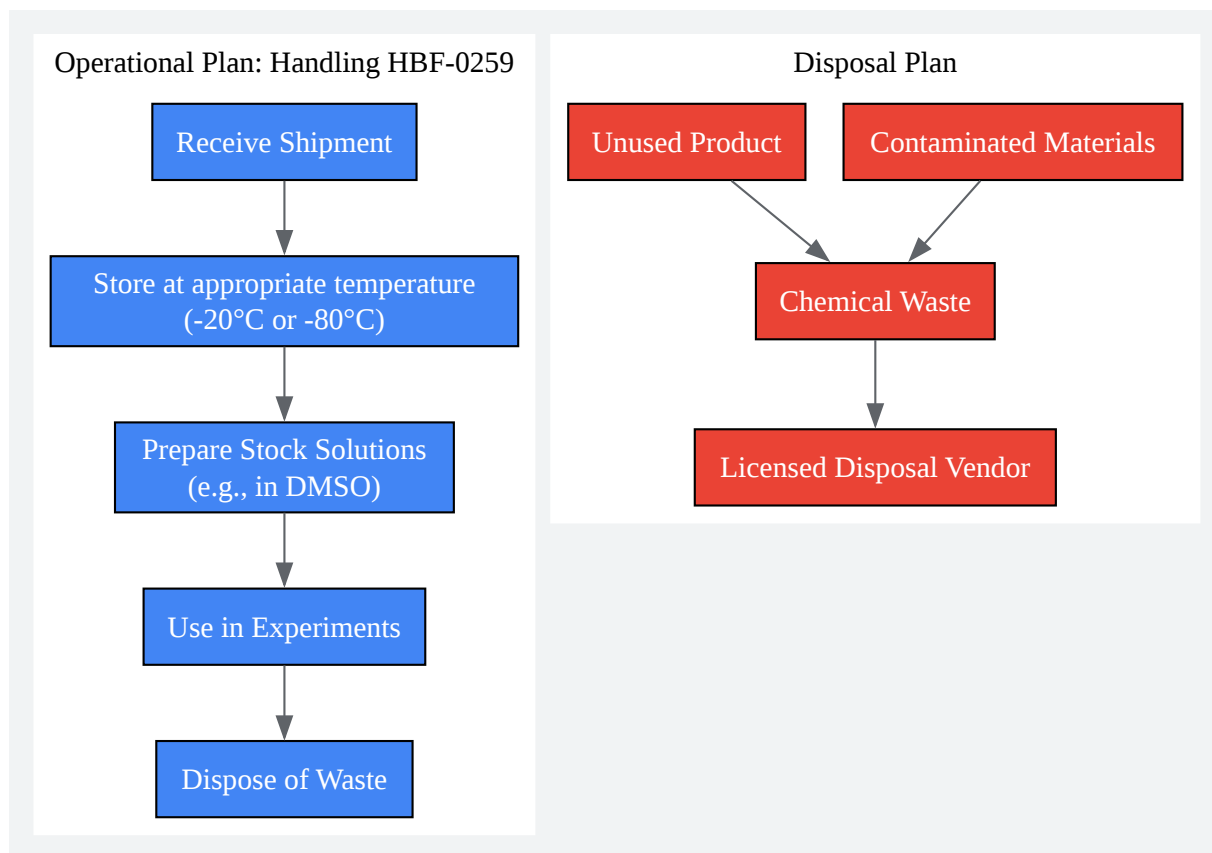 Operational Plan: Handling HBF-0259
Receive Shipment
Store at appropriate temperature
(-20°C or -80°C)
Prepare Stock Solutions
(e.g., in DMSO)
Use in Experiments
Dispose of Waste
Disposal Plan
Unused Product
Contaminated Materials
Chemical Waste
Licensed Disposal Vendor